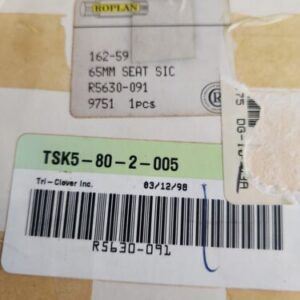 ROPLAN
162-59
65MM SEAT SIC
R5630-091
9751 1pcs
TSK5-80-2-005
Tri-Clover Inc.
03/12/98
R5630-091